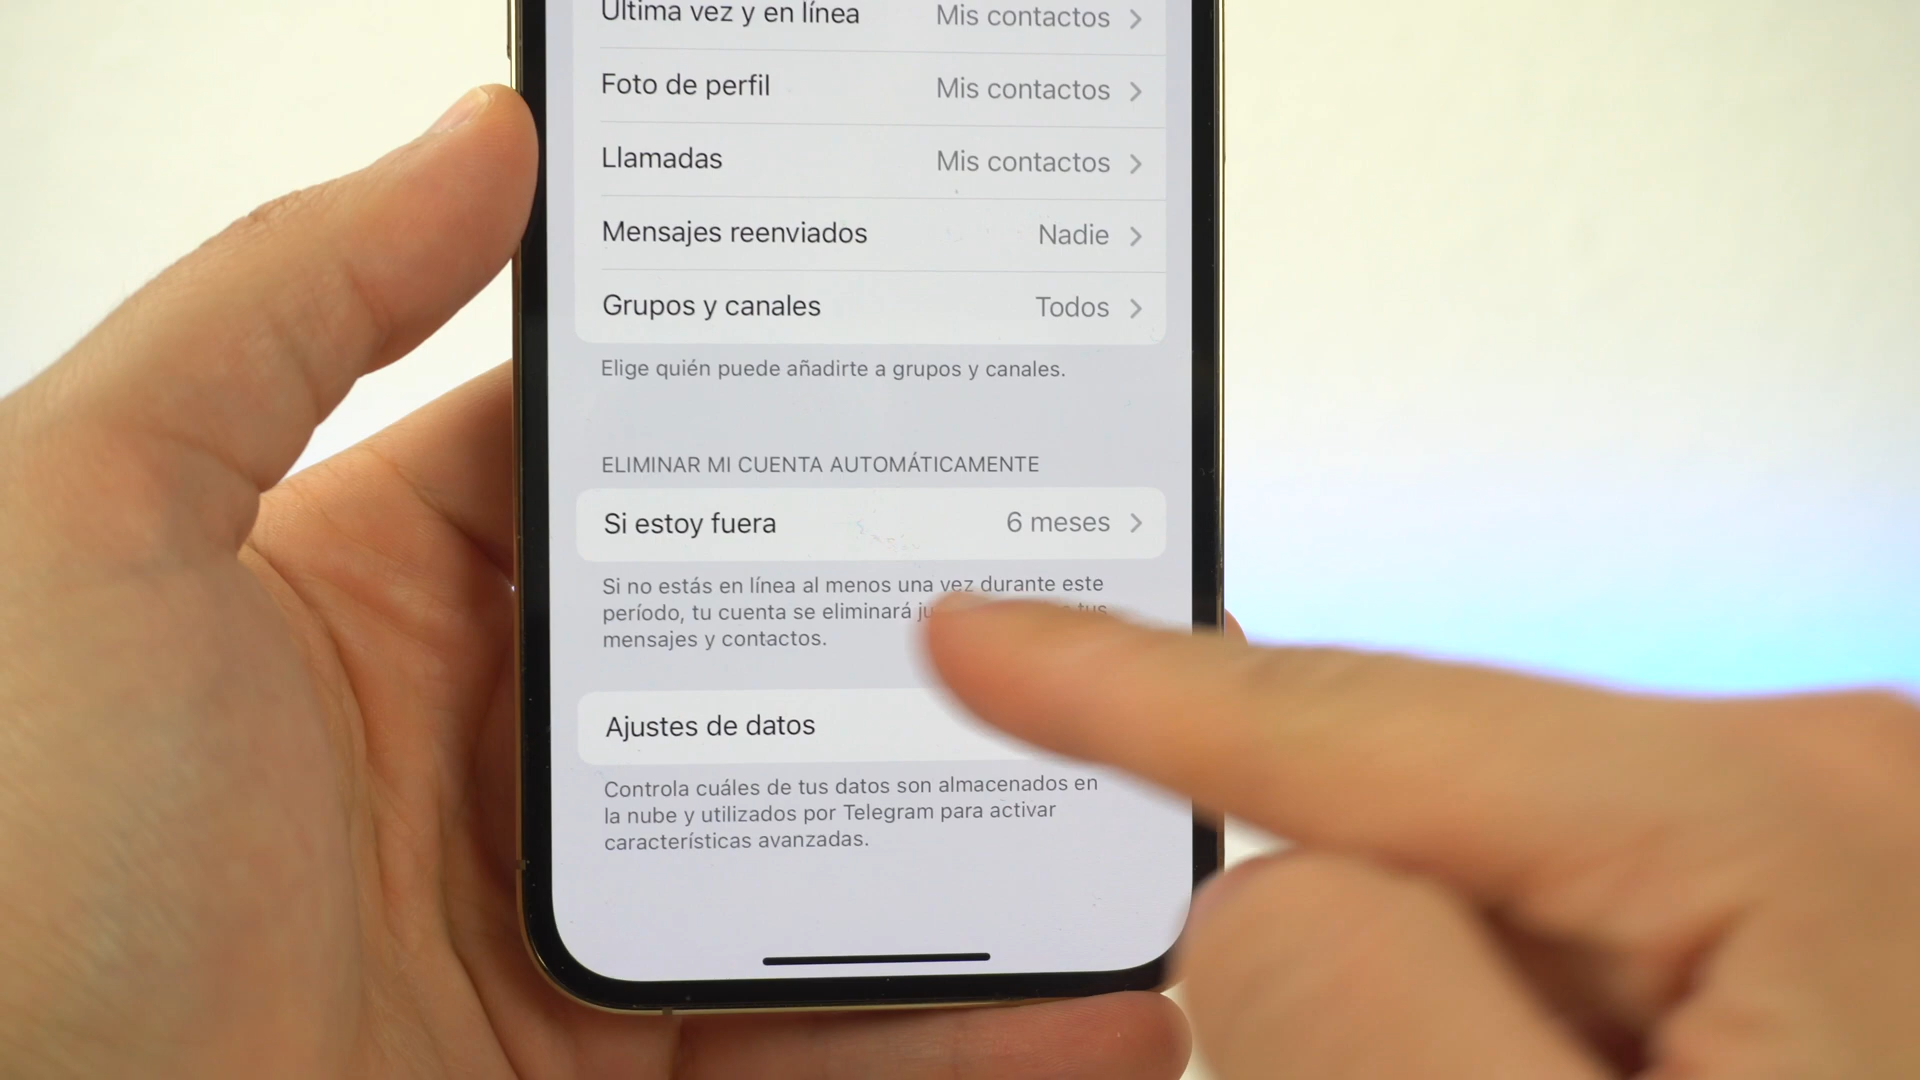 Última vez y en línea Mis contactos
Foto de perfil Mis contactos
Llamadas Mis contactos
Mensajes reenviados Nadie
Grupos y canales Todos
Elige quién puede añadirte a grupos y canales.
ELIMINAR MI CUENTA AUTOMÁTICAMENTE
Si estoy fuera 6 meses
Si no estás en línea al menos una vez durante este
período, tu cuenta se eliminará tus
mensajes y contactos.
Ajustes de datos
Controla cuáles de tus datos son almacenados en
la nube y utilizados por Telegram para activar
características avanzadas.